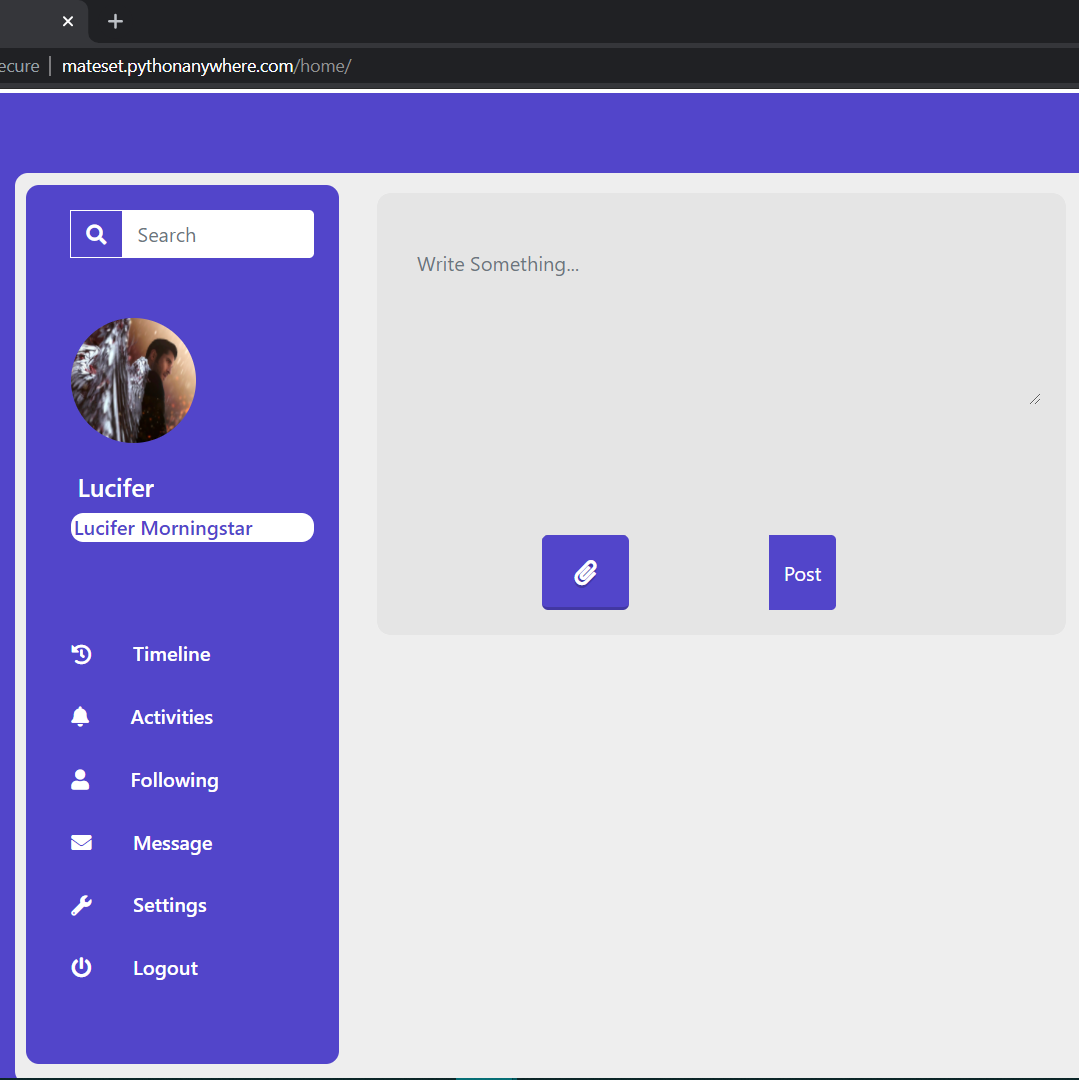 ecure | mateset.pythonanywhere.com/home/
Search
Write Something...
Lucifer
Lucifer Morningstar
Post
Timeline
Activities
Following
Message
Settings
Logout